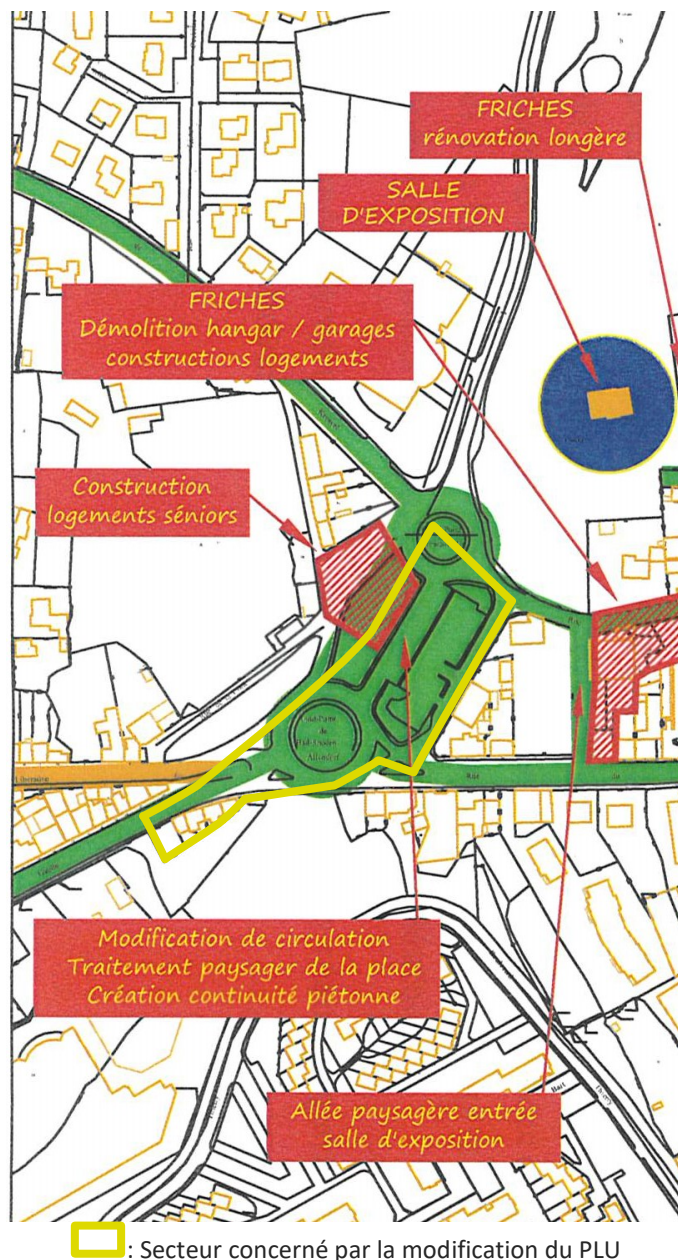 FRICHES
rénovation longère
SALLE
D'EXPOSITION
FRICHES
Démolition hangar / garages
constructions logements
Construction
logements séniors
Modification de circulation
Traitement paysager de la place
Création continuité piétonne
Allée paysagère entrée
salle d'exposition
: Secteur concerné par la modification du PLU